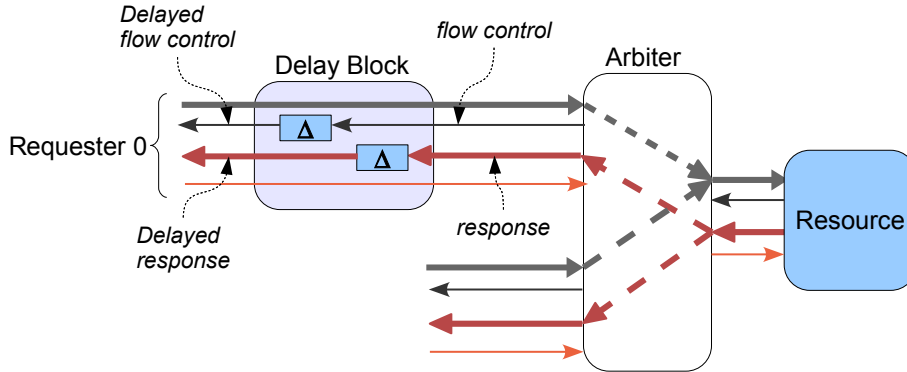 Delayed
flow control
flow control
Arbiter
Delay Block
Requester 0
Δ
Δ
Delayed
response
response
Resource